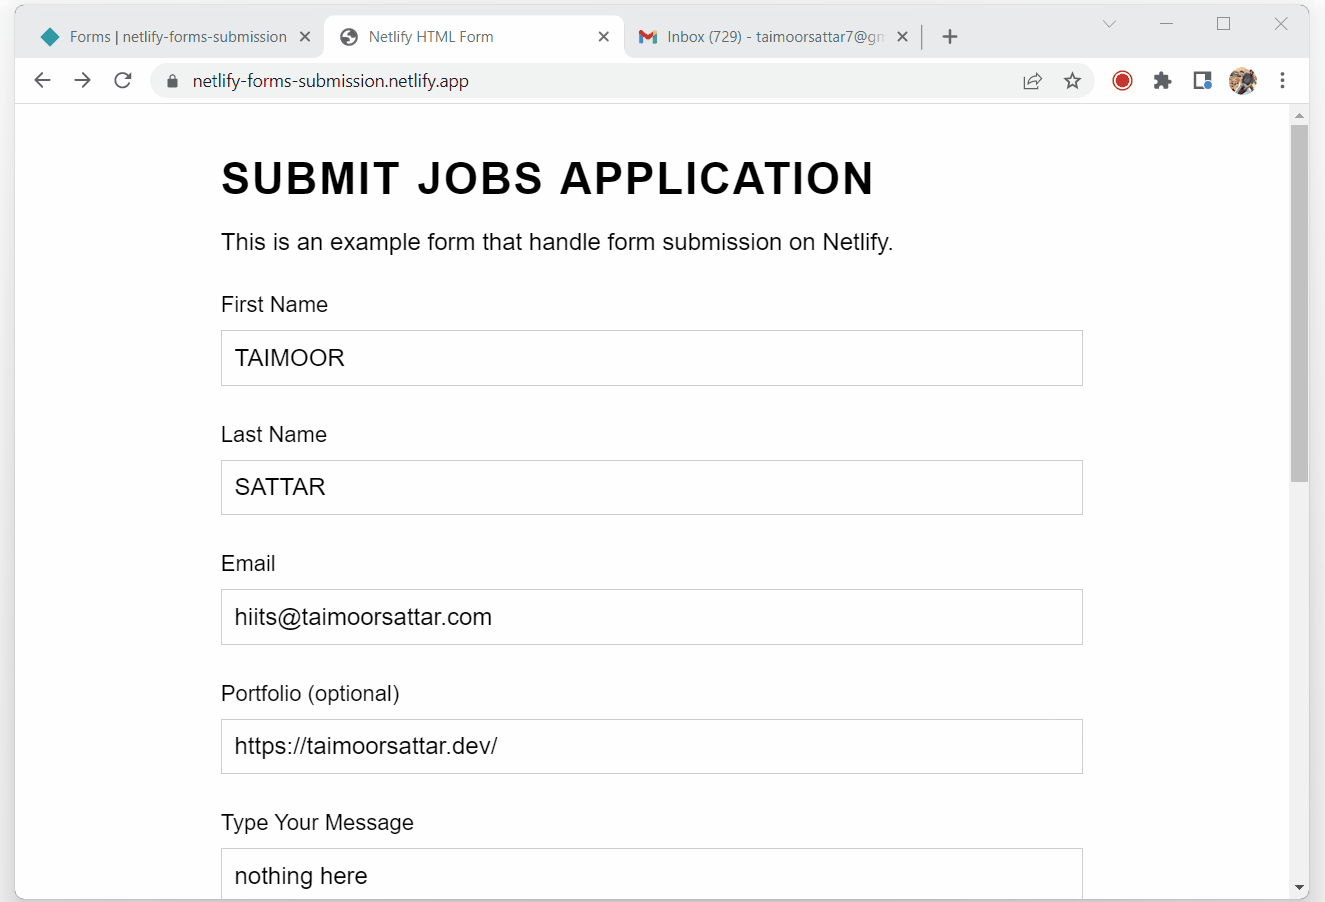 Forms | netlify-forms-submission
Netlify HTML Form
Inbox (729) - taimoorsattar7@gm
netlify-forms-submission.netlify.app
SUBMIT JOBS APPLICATION
This is an example form that handle form submission on Netlify.
First Name
TAIMOOR
Last Name
SATTAR
Email
hiits@taimoorsattar.com
Portfolio (optional)
https://taimoorsattar.dev/
Type Your Message
nothing here